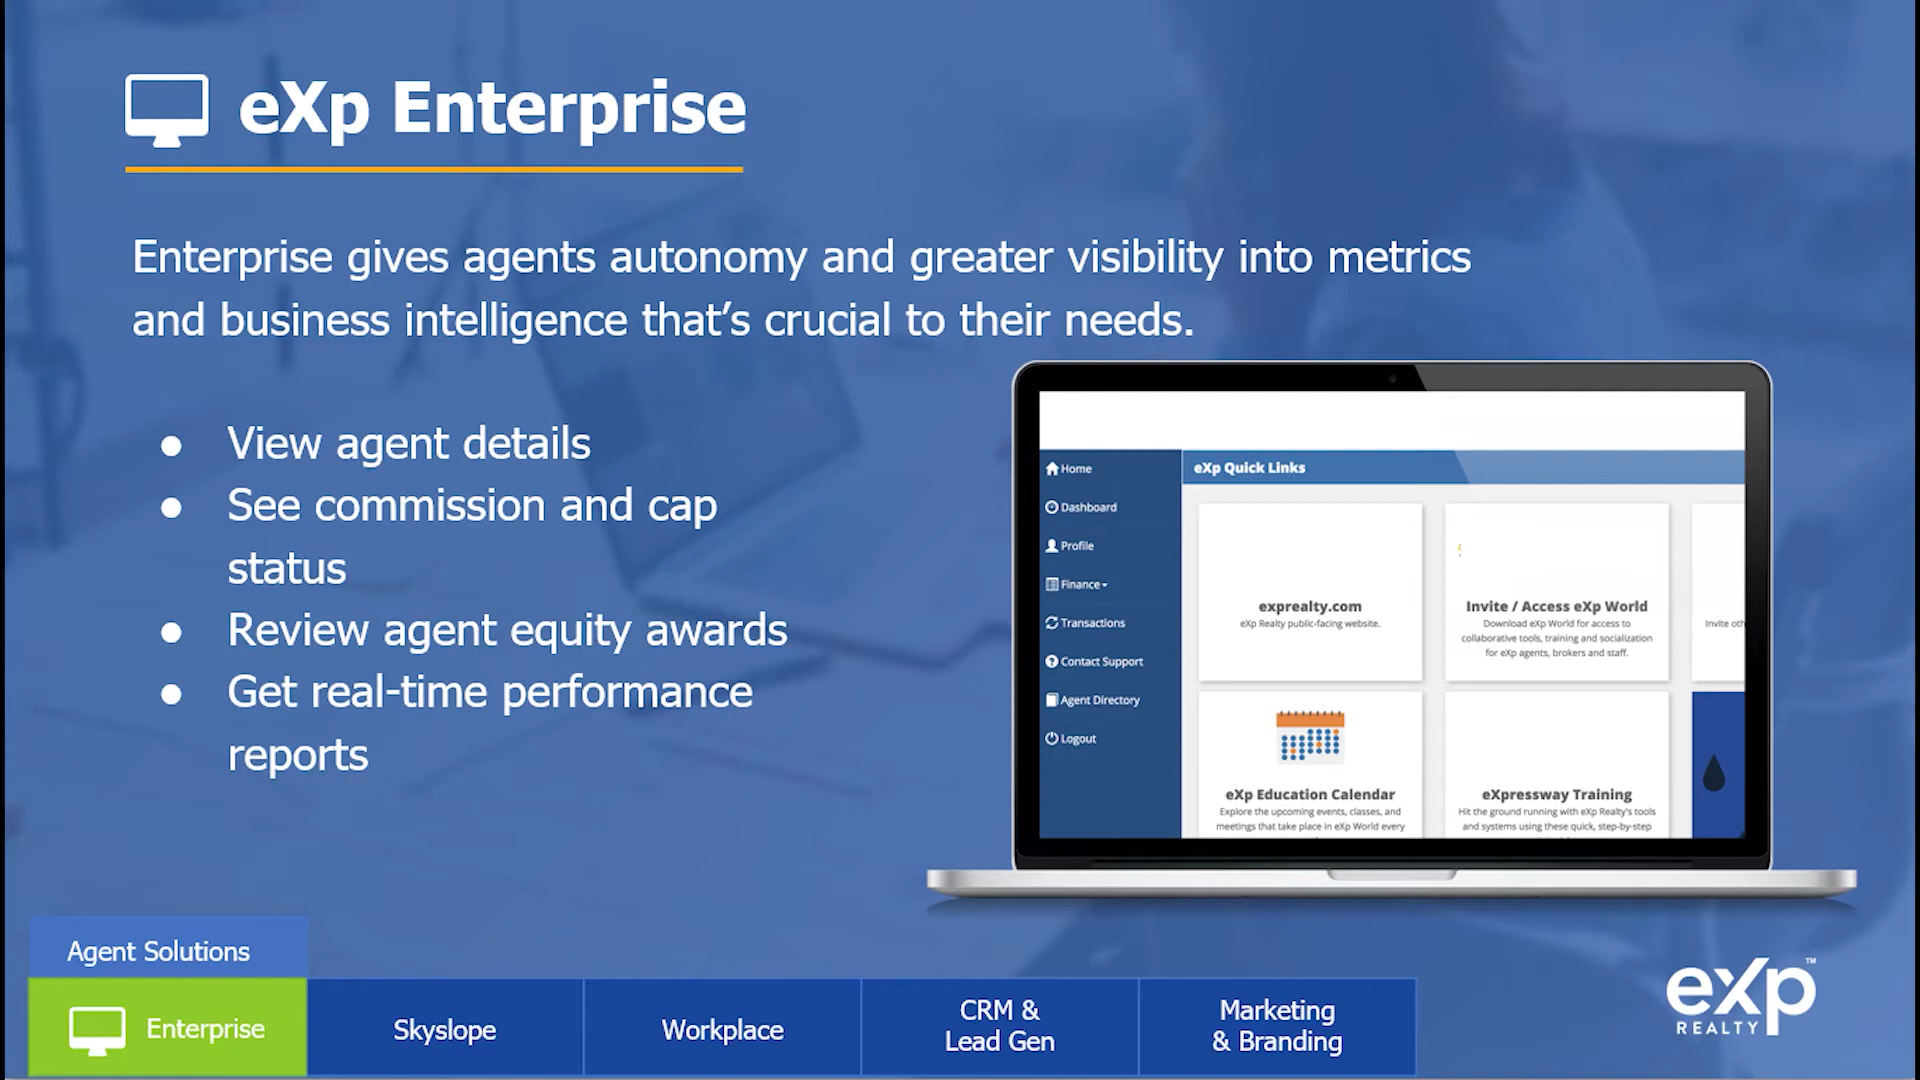 eXp Enterprise
Enterprise gives agents autonomy and greater visibility into metrics
and business intelligence that’s crucial to their needs.
● View agent details
● See commission and cap
status
● Review agent equity awards
● Get real-time performance
reports
Home
Dashboard
Profile
Finance
Transactions
Contact Support
Agent Directory
Logout
eXp Quick Links
exprealty.com
eXp Realty public-facing website.
Invite / Access eXp World
Download eXp World for access to
collaborative tools, training and socialization
for eXp agents, brokers and staff.
Invite
eXp Education Calendar
Explore the upcoming events, classes, and
meetings that take place in eXp World every
eXpressway Training
Hit the ground running with eXp Realty's tools
and systems using these quick, step-by-step
Agent Solutions
Enterprise
Skyslope
Workplace
CRM &
Lead Gen
Marketing
& Branding
eXp™
REALTY